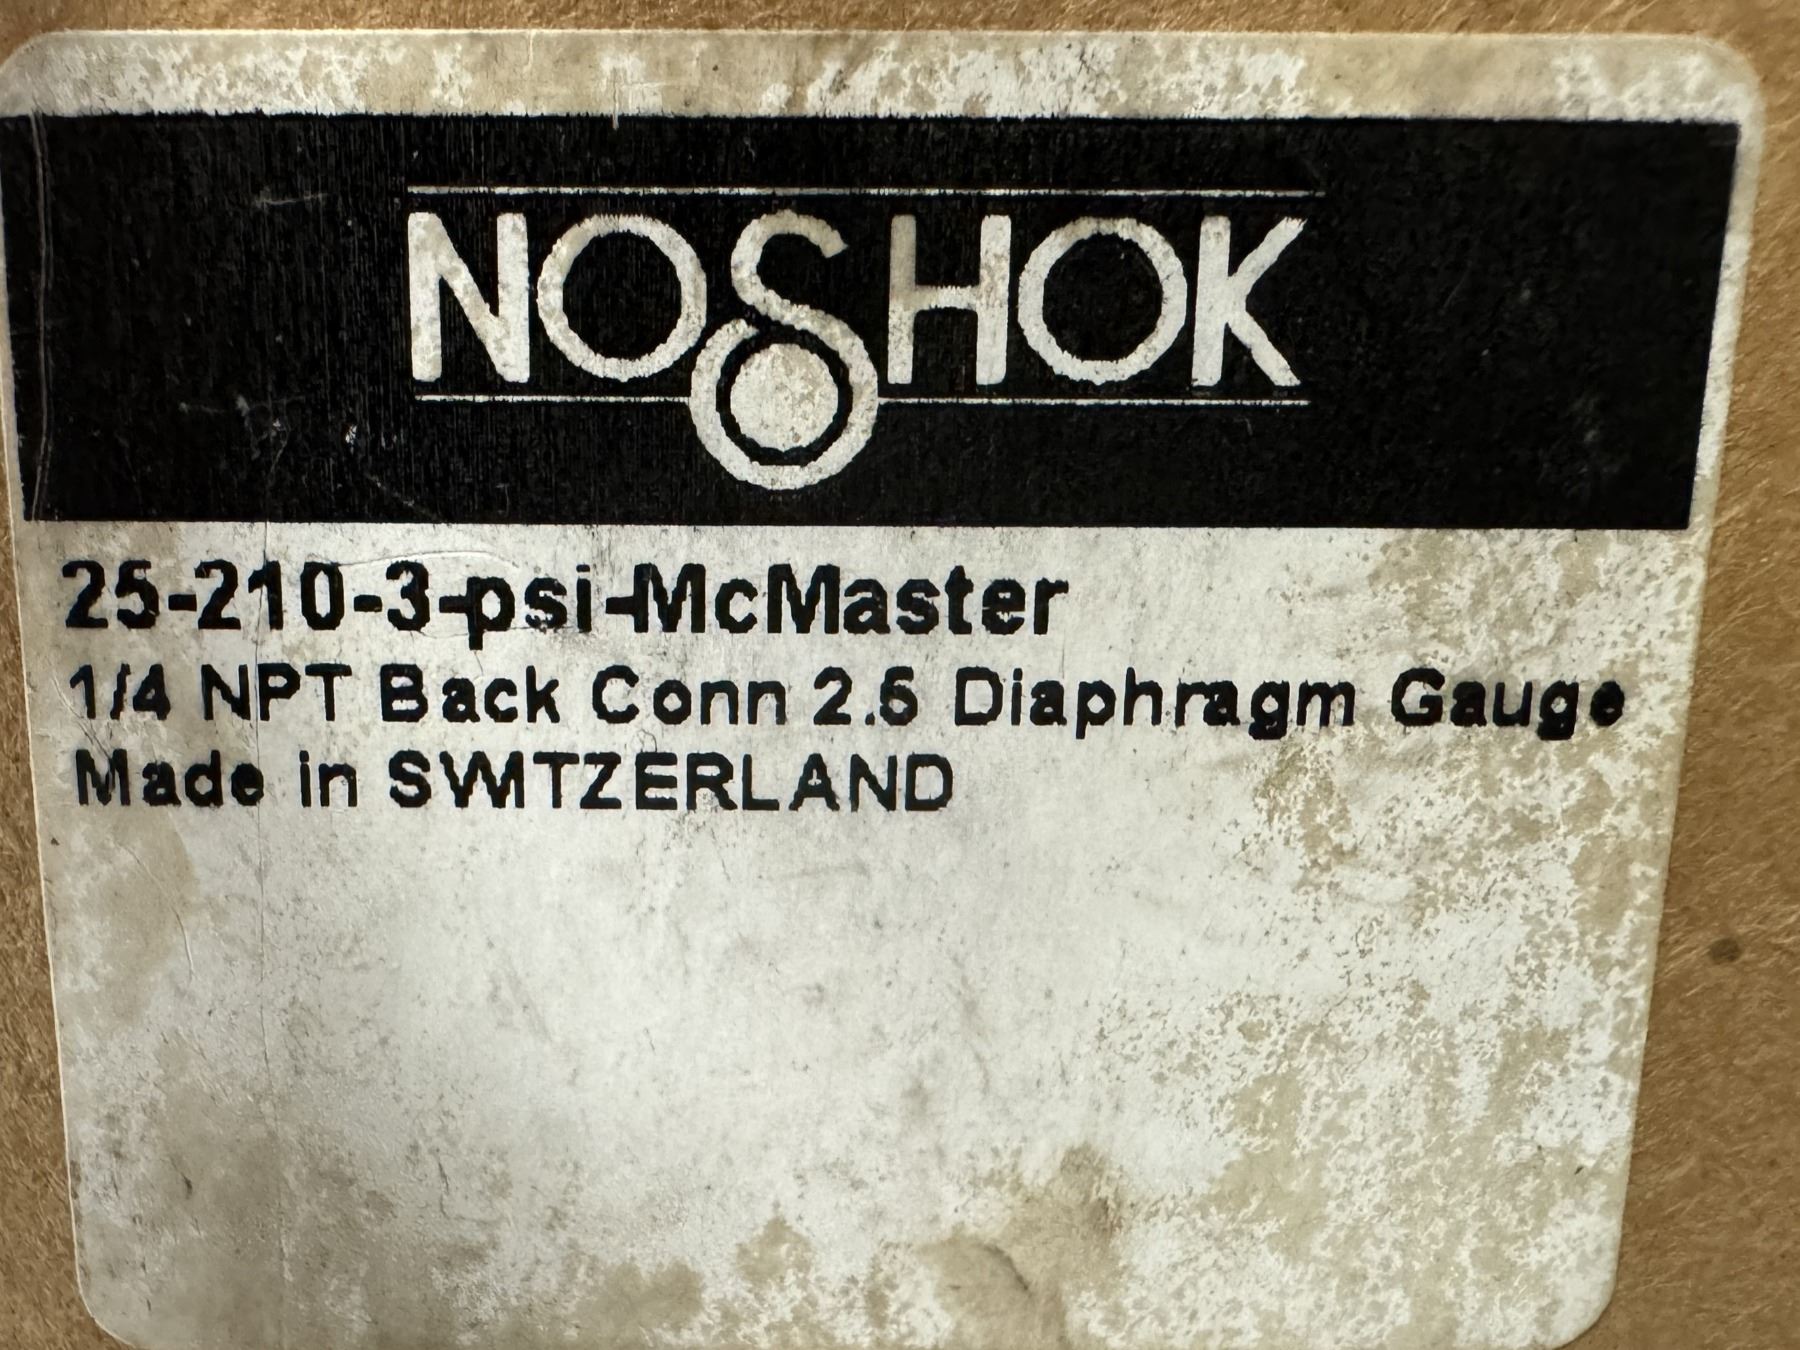 NOSHOK
25-210-3-psi-McMaster
1/4 NPT Back Conn 2.5 Diaphragm Gauge
Made in SWITZERLAND